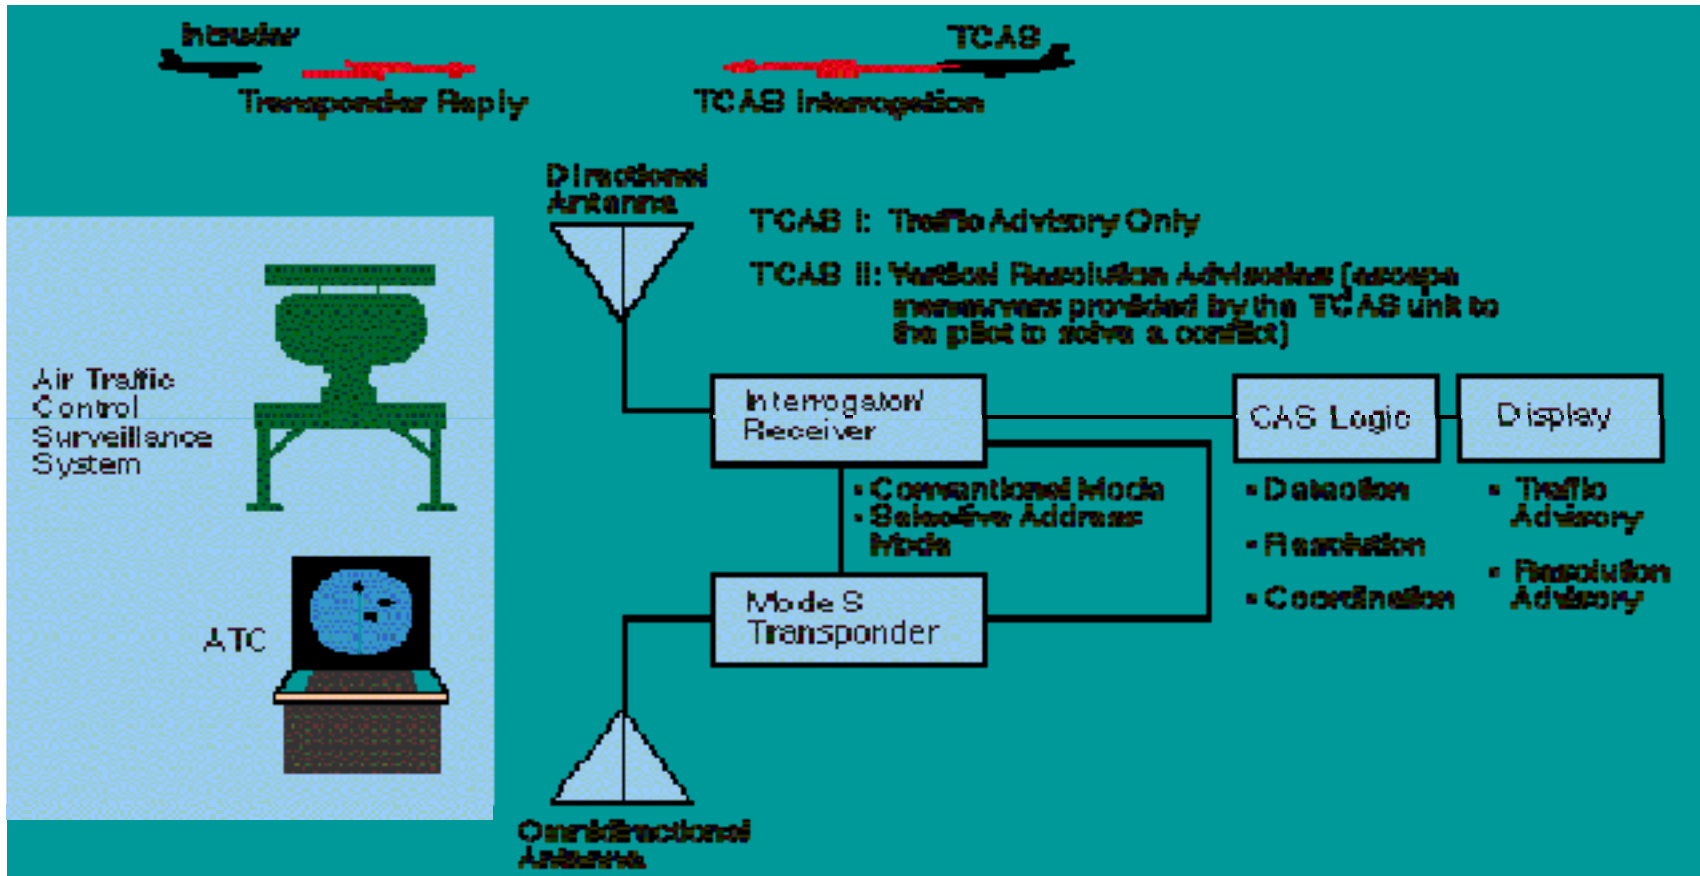 Intruder
TCAS
Transponder Reply
TCAS Interrogation
Directional
Antenna
TCAS I: Traffic Advisory Only
TCAS II: Vertical Resolution Advisories (escape
maneuvers provided by the TCAS unit to
the pilot to solve a conflict)
Air Traffic
Control
Surveillance
System
Interrogator/
Receiver
CAS Logic
Display
• Conventional Mode
• Selective Address
Mode
• Detection
• Resolution
• Coordination
• Traffic
Advisory
• Resolution
Advisory
Mode S
Transponder
ATC
Omnidirectional
Antenna